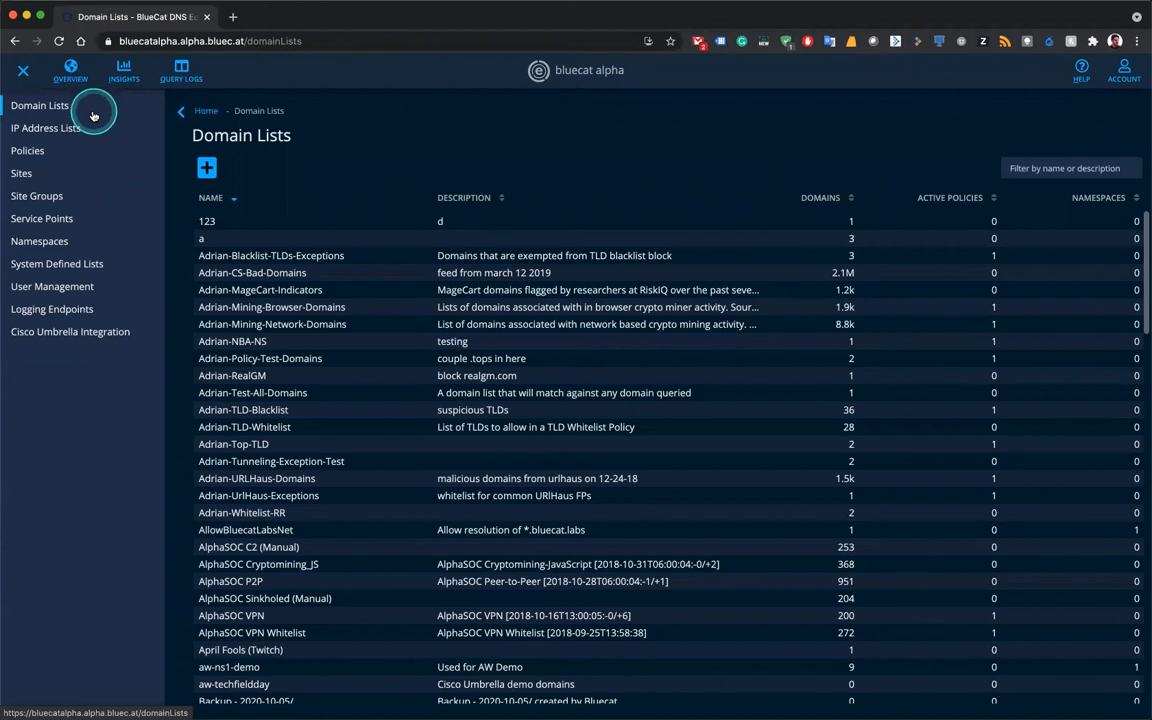 Domain Lists - BlueCat DNS Ed
bluecatalpha.alpha.bluec.at/domainLists
OVERVIEW
INSIGHTS
QUERY LOGS
bluecat alpha
HELP
ACCOUNT
Domain Lists
IP Address Lists
Policies
Sites
Site Groups
Service Points
Namespaces
System Defined Lists
User Management
Logging Endpoints
Cisco Umbrella Integration
Home - Domain Lists
Domain Lists
Filter by name or description
NAME DESCRIPTION DOMAINS ACTIVE POLICIES NAMESPACES
123 d 1 0 0
a 3 0 0
Adrian-Blacklist-TLDs-Exceptions Domains that are exempted from TLD blacklist block 3 1 0
Adrian-CS-Bad-Domains feed from march 12 2019 2.1M 0 0
Adrian-MageCart-Indicators MageCart domains flagged by researchers at RiskIQ over the past seve... 1.2k 0 0
Adrian-Mining-Browser-Domains Lists of domains associated with in browser crypto miner activity. Sour... 1.9k 1 0
Adrian-Mining-Network-Domains List of domains associated with network based crypto mining activity. ... 8.8k 1 0
Adrian-NBA-NS testing 1 1 0
Adrian-Policy-Test-Domains couple .tops in here 2 1 0
Adrian-RealGM block realgm.com 1 0 0
Adrian-Test-All-Domains A domain list that will match against any domain queried 1 0 0
Adrian-TLD-Blacklist suspicious TLDs 36 1 0
Adrian-TLD-Whitelist List of TLDs to allow in a TLD Whitelist Policy 28 0 0
Adrian-Top-TLD 2 1 0
Adrian-Tunneling-Exception-Test 2 0 0
Adrian-URLHaus-Domains malicious domains from urlhaus on 12-24-18 1.5k 1 0
Adrian-UrlHaus-Exceptions whitelist for common URlHaus FPs 1 1 0
Adrian-Whitelist-RR 2 0 0
AllowBluecatLabsNet Allow resolution of *.bluecat.labs 1 0 1
AlphaSOC C2 (Manual) 253 0 0
AlphaSOC Cryptomining_JS AlphaSOC Cryptomining-JavaScript [2018-10-31T06:00:04:-0/+2] 368 0 0
AlphaSOC P2P AlphaSOC Peer-to-Peer [2018-10-28T06:00:04:-1/+1] 951 0 0
AlphaSOC Sinkholed (Manual) 204 0 0
AlphaSOC VPN AlphaSOC VPN [2018-10-16T13:00:05:-0/+6] 200 1 0
AlphaSOC VPN Whitelist AlphaSOC VPN Whitelist [2018-09-25T13:58:38] 272 1 0
April Fools (Twitch) 1 0 0
aw-ns1-demo Used for AW Demo 9 0 1
aw-techfieldday Cisco Umbrella demo domains 0 0 0
Backup - 2020-10-05/ Backup - 2020-10-05/ created by Bluecat 0 0 0
https://bluecatalpha.alpha.bluec.at/domainLists